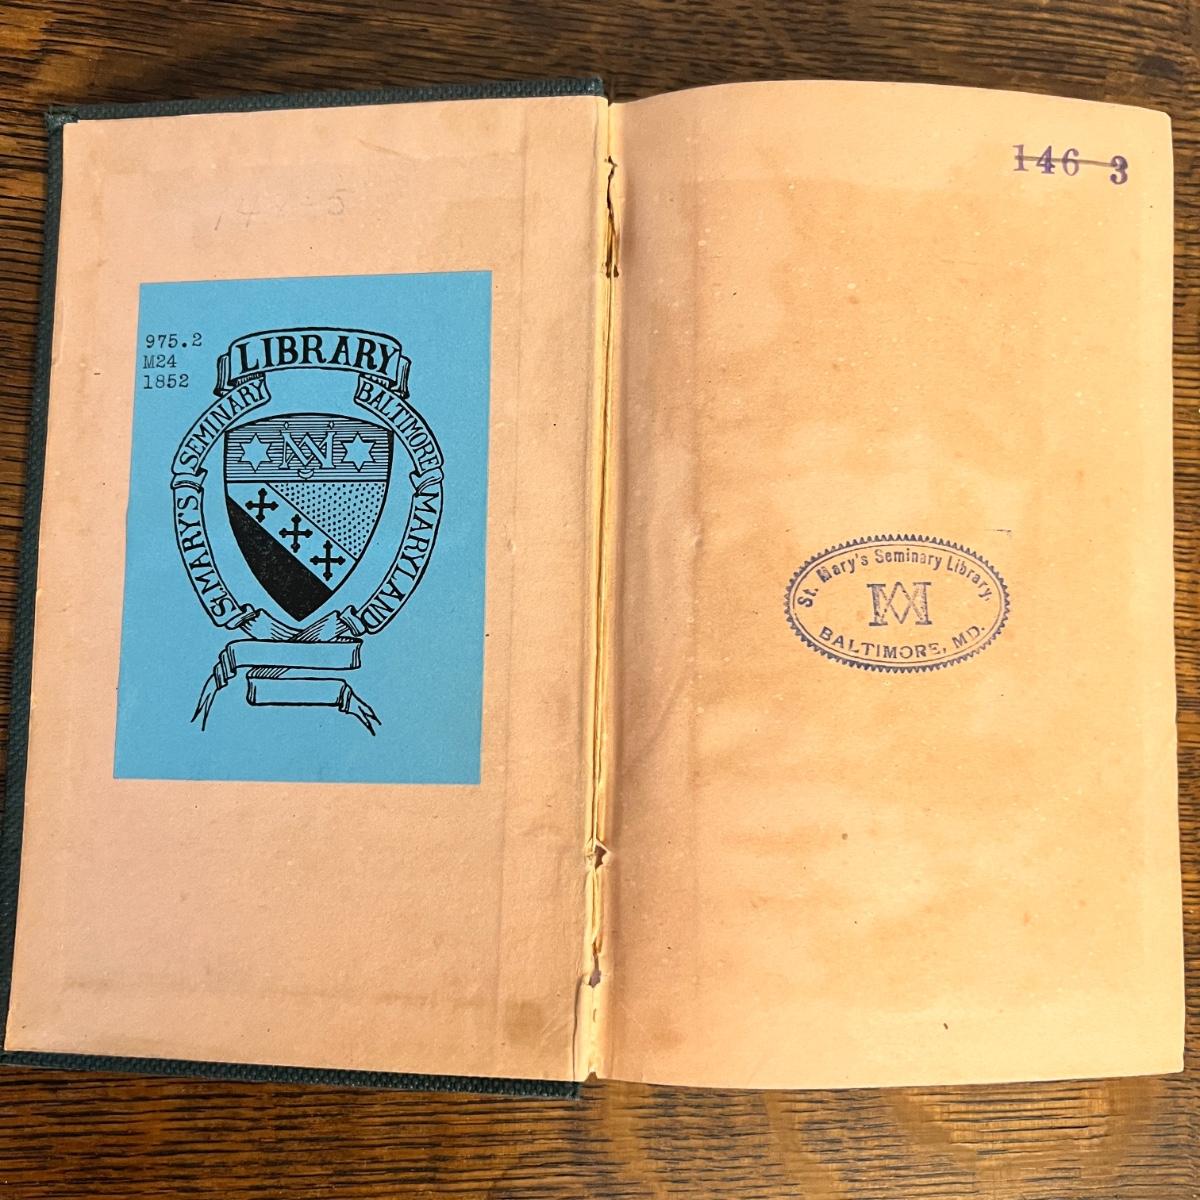 975.2
M24
1852
LIBRARY
ST. MARY'S SEMINARY BALTIMORE MARYLAND
146 3
St. Mary's Seminary Library,
BALTIMORE, MD.